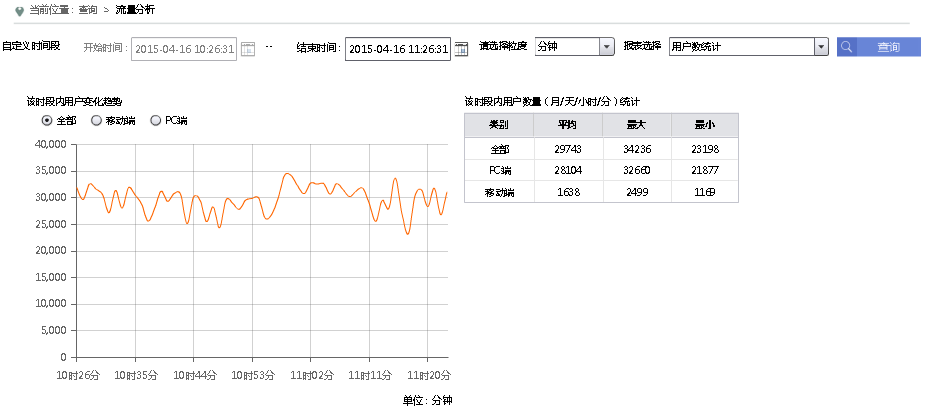 当前位置：查询 > 流量分析
自定义时间段 开始时间：2015-04-16 10:26:31 -- 结束时间：2015-04-16 11:26:31 请选择粒度 分钟 报表选择 用户数统计 查询
该时段内用户变化趋势
全部 移动端 PC端
40,000
35,000
30,000
25,000
20,000
15,000
10,000
5,000
0
10时26分 10时35分 10时44分 10时53分 11时02分 11时11分 11时20分
单位：分钟
该时段内用户数量（月/天/小时/分）统计
类别 平均 最大 最小
全部 29743 34236 23198
PC端 28104 32660 21877
移动端 1638 2499 1169